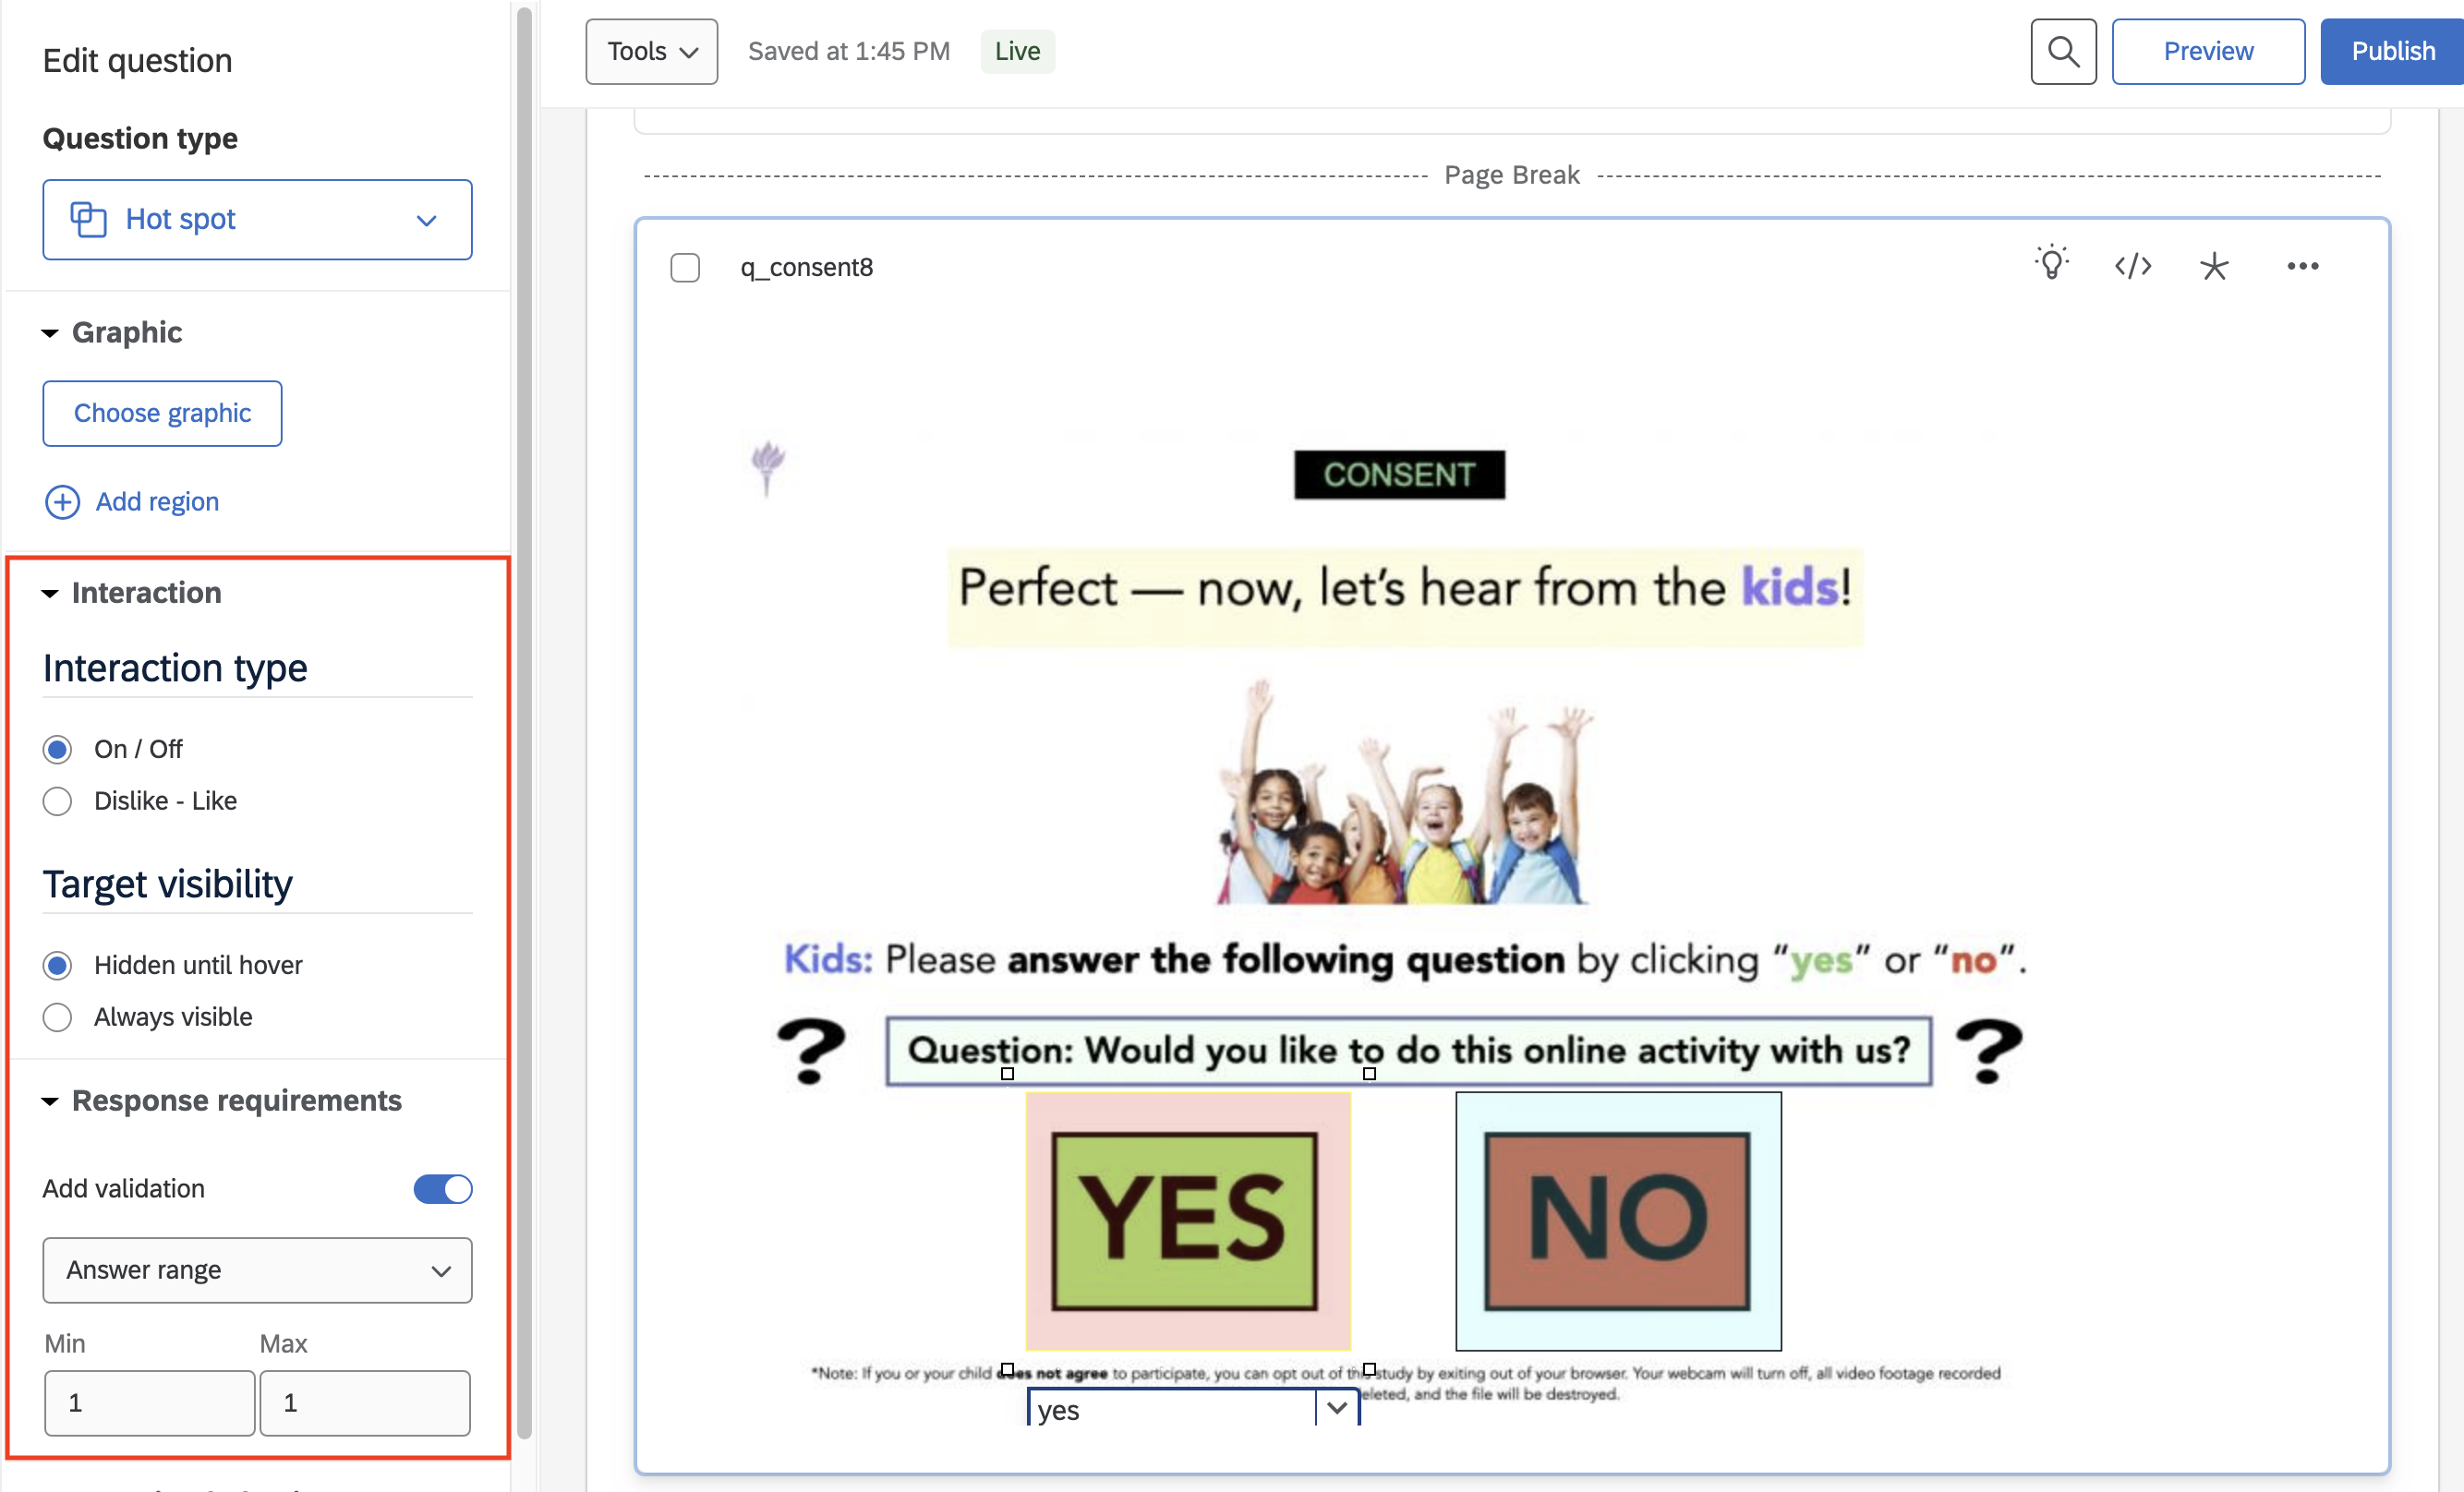 Edit question
Question type
Hot spot
Graphic
Choose graphic
Add region
Interaction
Interaction type
On / Off
Dislike - Like
Target visibility
Hidden until hover
Always visible
Response requirements
Add validation
Answer range
Min Max
1 1
Tools Saved at 1:45 PM Live Preview Publish
Page Break
q_consent8
CONSENT
Perfect — now, let's hear from the kids!
Kids: Please answer the following question by clicking “yes” or “no”.
? Question: Would you like to do this online activity with us? ?
YES NO
*Note: If you or your child does not agree to participate, you can opt out of this study by exiting out of your browser. Your webcam will turn off, all video footage recorded
and the file will be destroyed.
yes